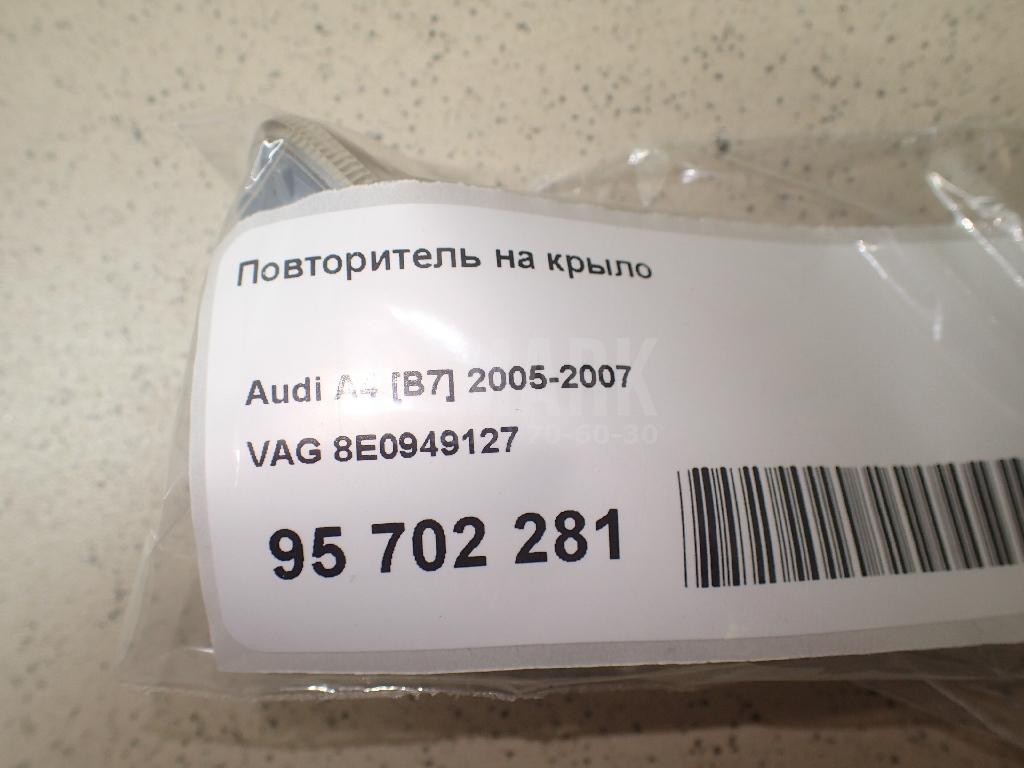 Повторитель на крыло
Audi A4 [B7] 2005-2007
VAG 8E0949127
95 702 281